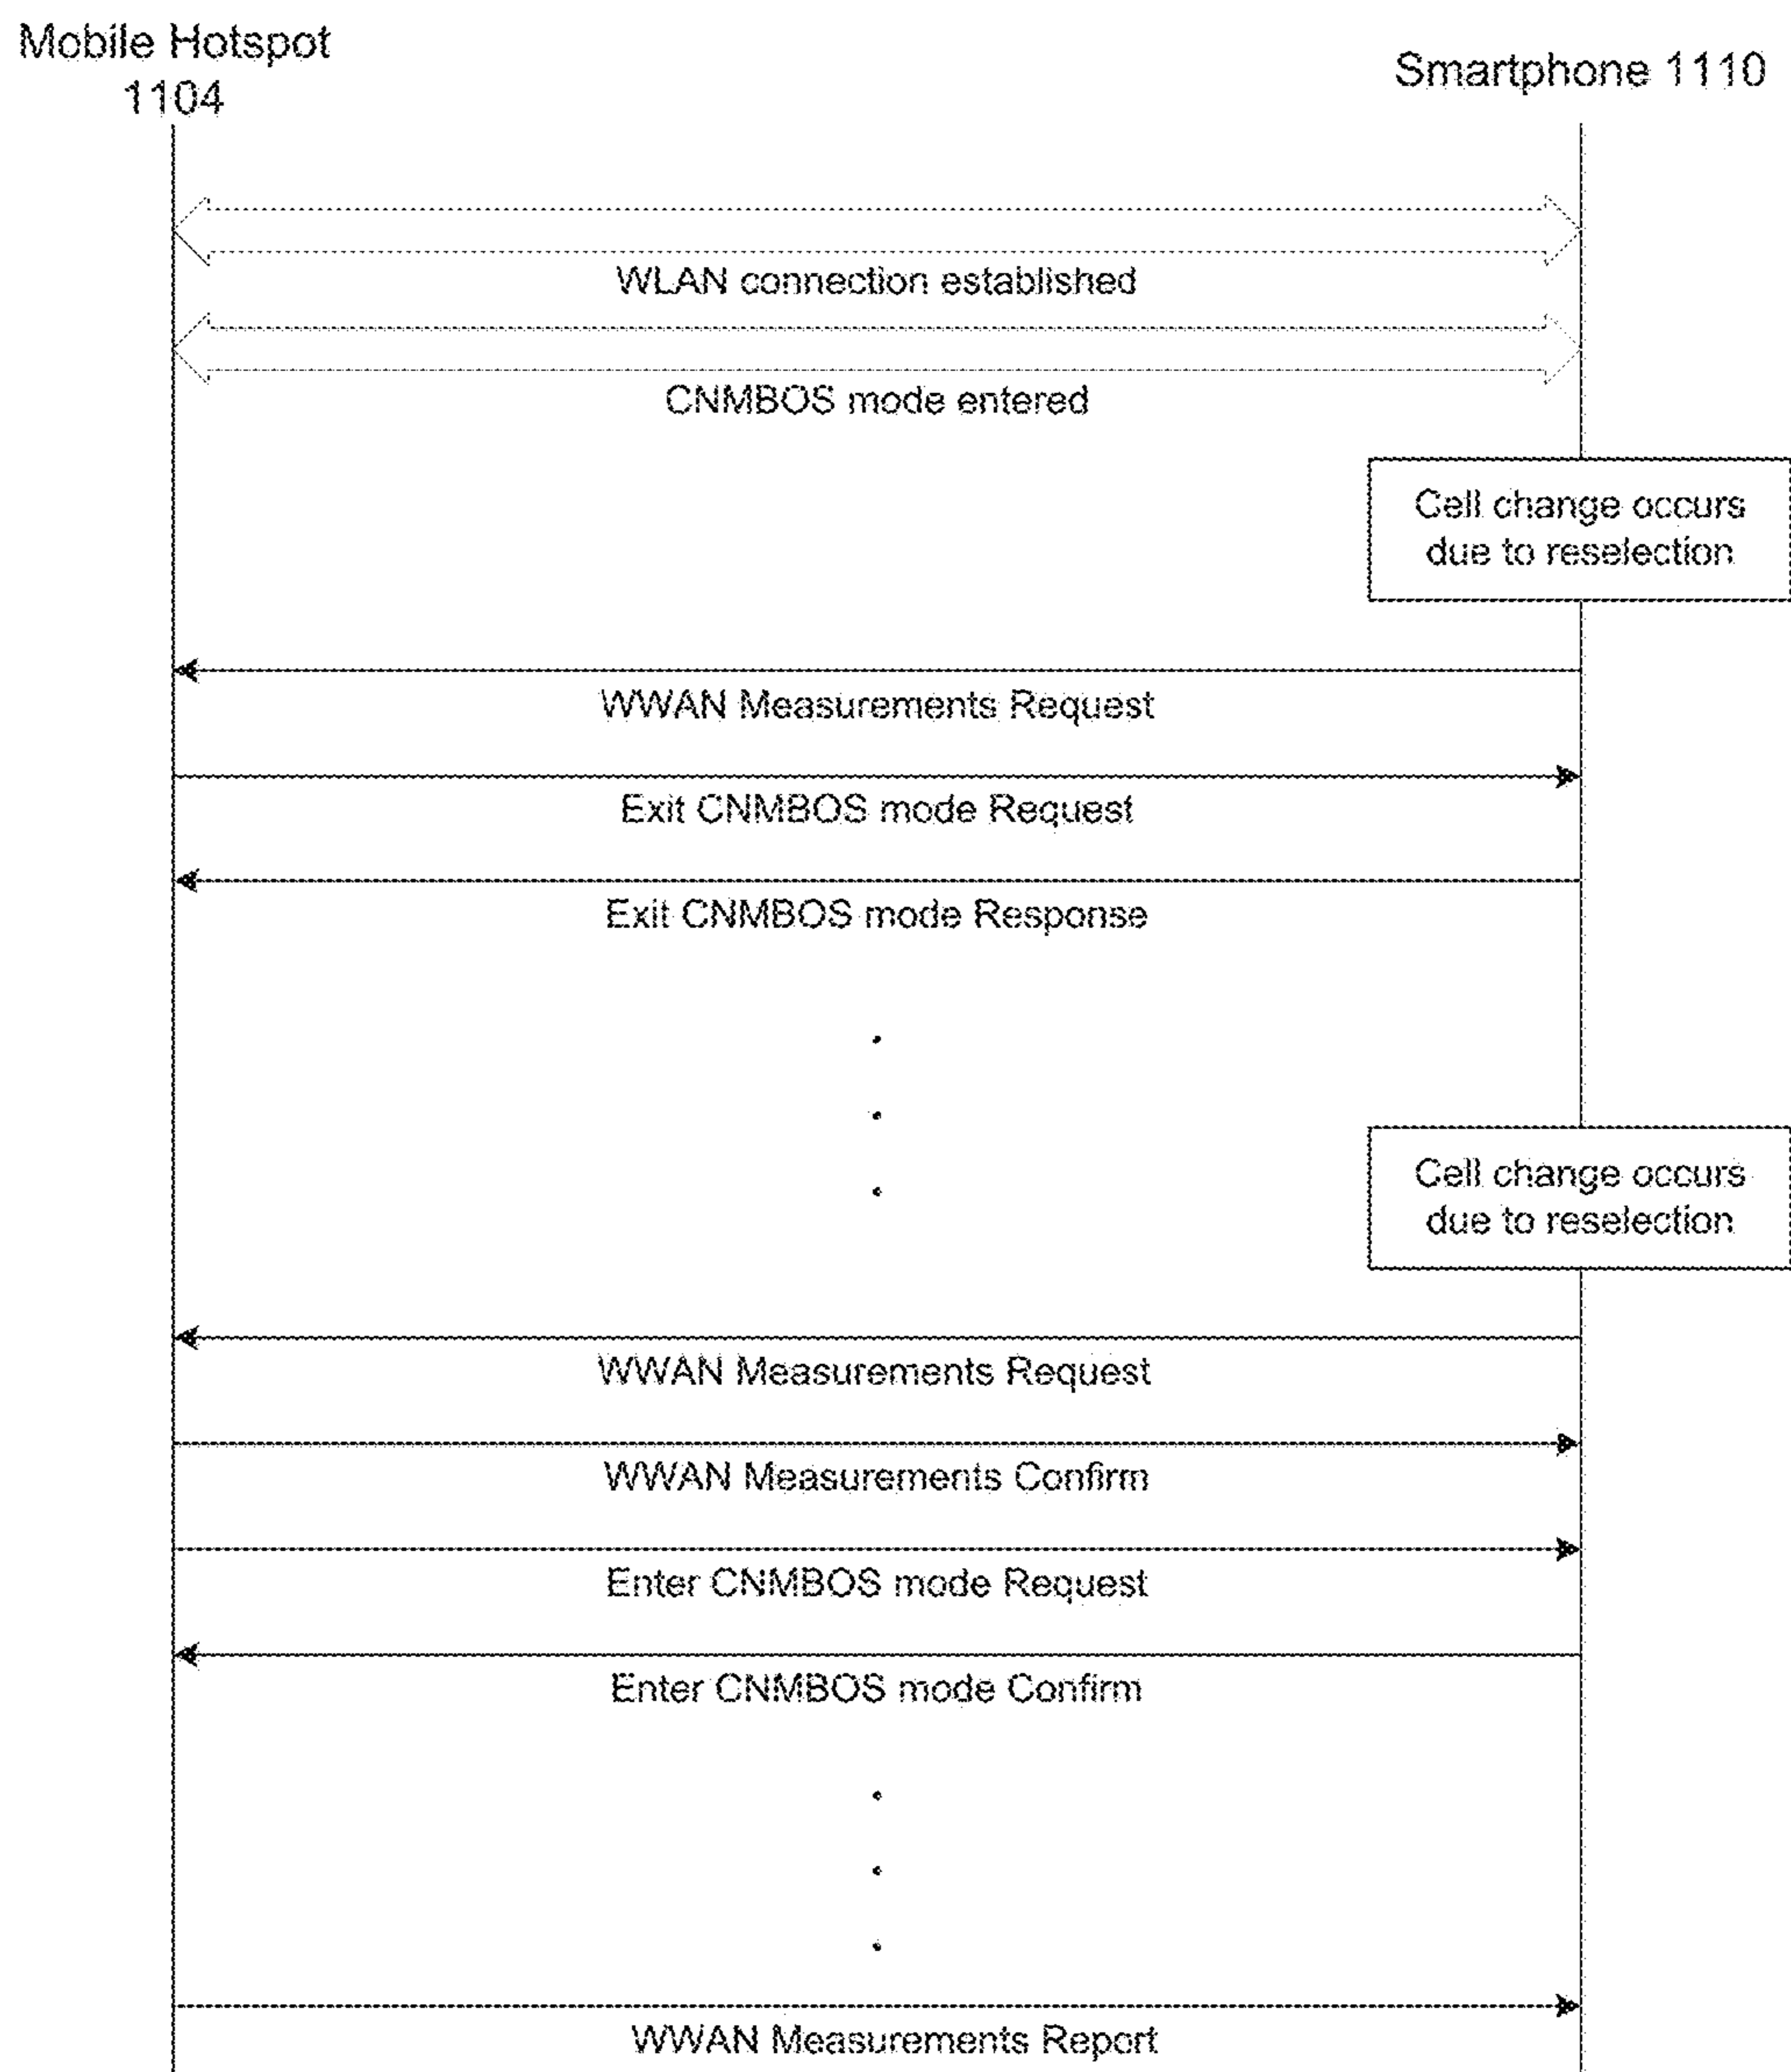 Mobile Hotspot
1104
Smartphone 1110
WLAN connection established
CNMBOS mode entered
Cell change occurs
due to reselection
WWAN Measurements Request
Exit CNMBOS mode Request
Exit CNMBOS mode Response
Cell change occurs
due to reselection
WWAN Measurements Request
WWAN Measurements Confirm
Enter CNMBOS mode Request
Enter CNMBOS mode Confirm
WWAN Measurements Report